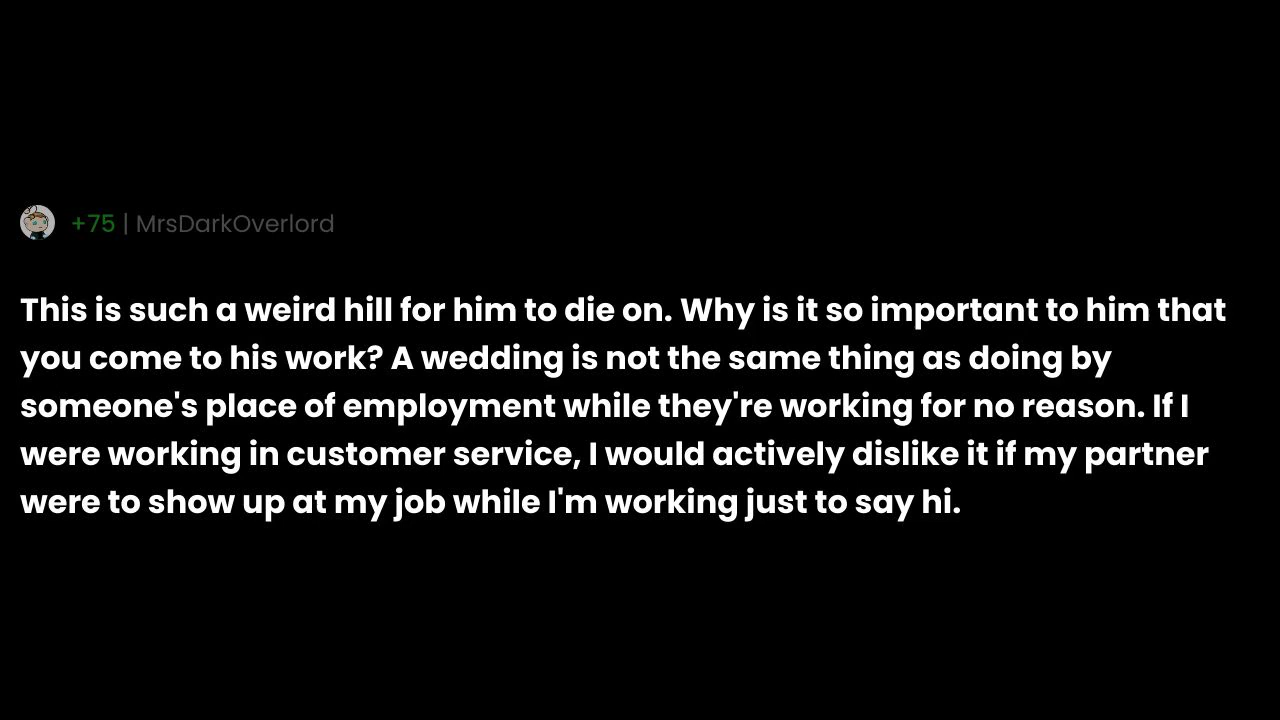 +75 | MrsDarkOverlord
This is such a weird hill for him to die on. Why is it so important to him that
you come to his work? A wedding is not the same thing as doing by
someone's place of employment while they're working for no reason. If I
were working in customer service, I would actively dislike it if my partner
were to show up at my job while I'm working just to say hi.